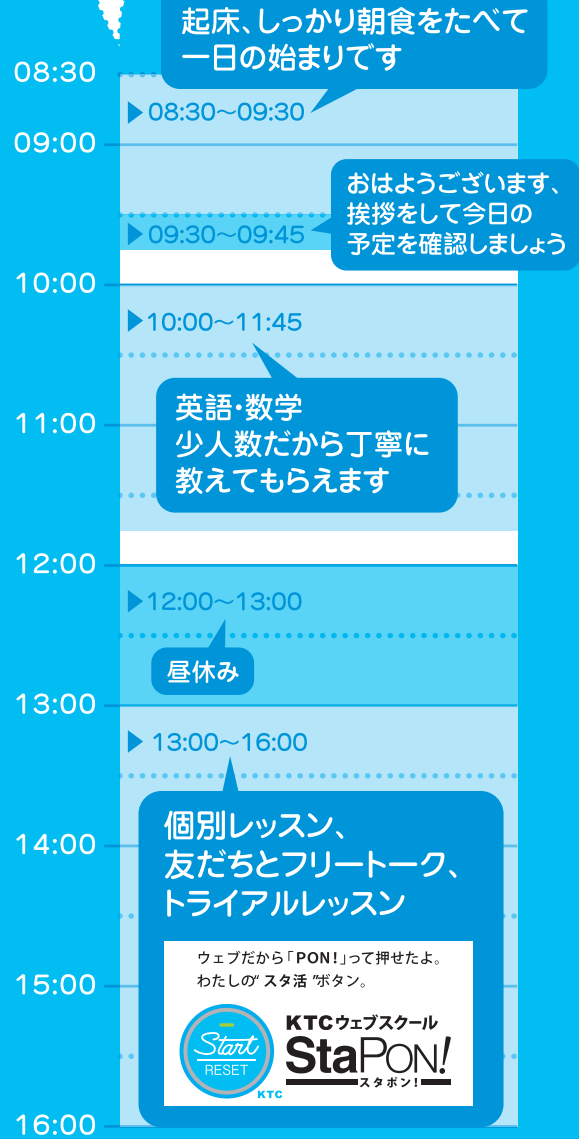 起床、しっかり朝食をたべて
一日の始まりです
08:30
▶08:30〜09:30
09:00
おはようございます、
挨拶をして今日の
予定を確認しましょう
▶09:30〜09:45
10:00
▶10:00〜11:45
英語・数学
少人数だから丁寧に
教えてもらえます
11:00
12:00
▶12:00〜13:00
昼休み
13:00
▶13:00〜16:00
個別レッスン、
友だちとフリートーク、
トライアルレッスン
14:00
ウェブだから「PON!」って押せたよ。
わたしの“スタ活”ボタン。
15:00
Start
RESET
KTC
KTCウェブスクール
StaPON!
スタポン!
16:00